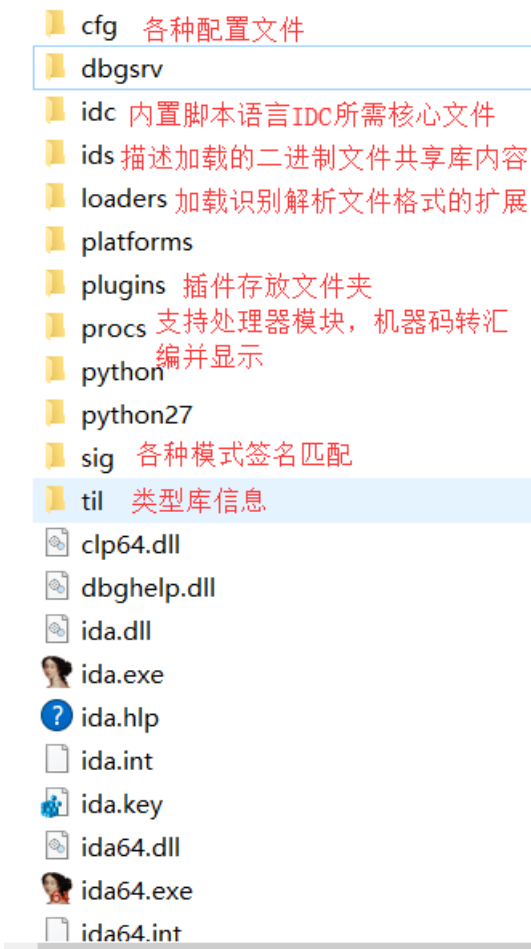 cfg 各种配置文件
dbgsrv
idc 内置脚本语言IDC所需核心文件
ids 描述加载的二进制文件共享库内容
loaders 加载识别解析文件格式的扩展
platforms
plugins 插件存放文件夹
procs 支持处理器模块，机器码转汇
编并显示
python
python27
sig 各种模式签名匹配
til 类型库信息
clp64.dll
dbghelp.dll
ida.dll
ida.exe
ida.hlp
ida.int
ida.key
ida64.dll
ida64.exe
ida64.int